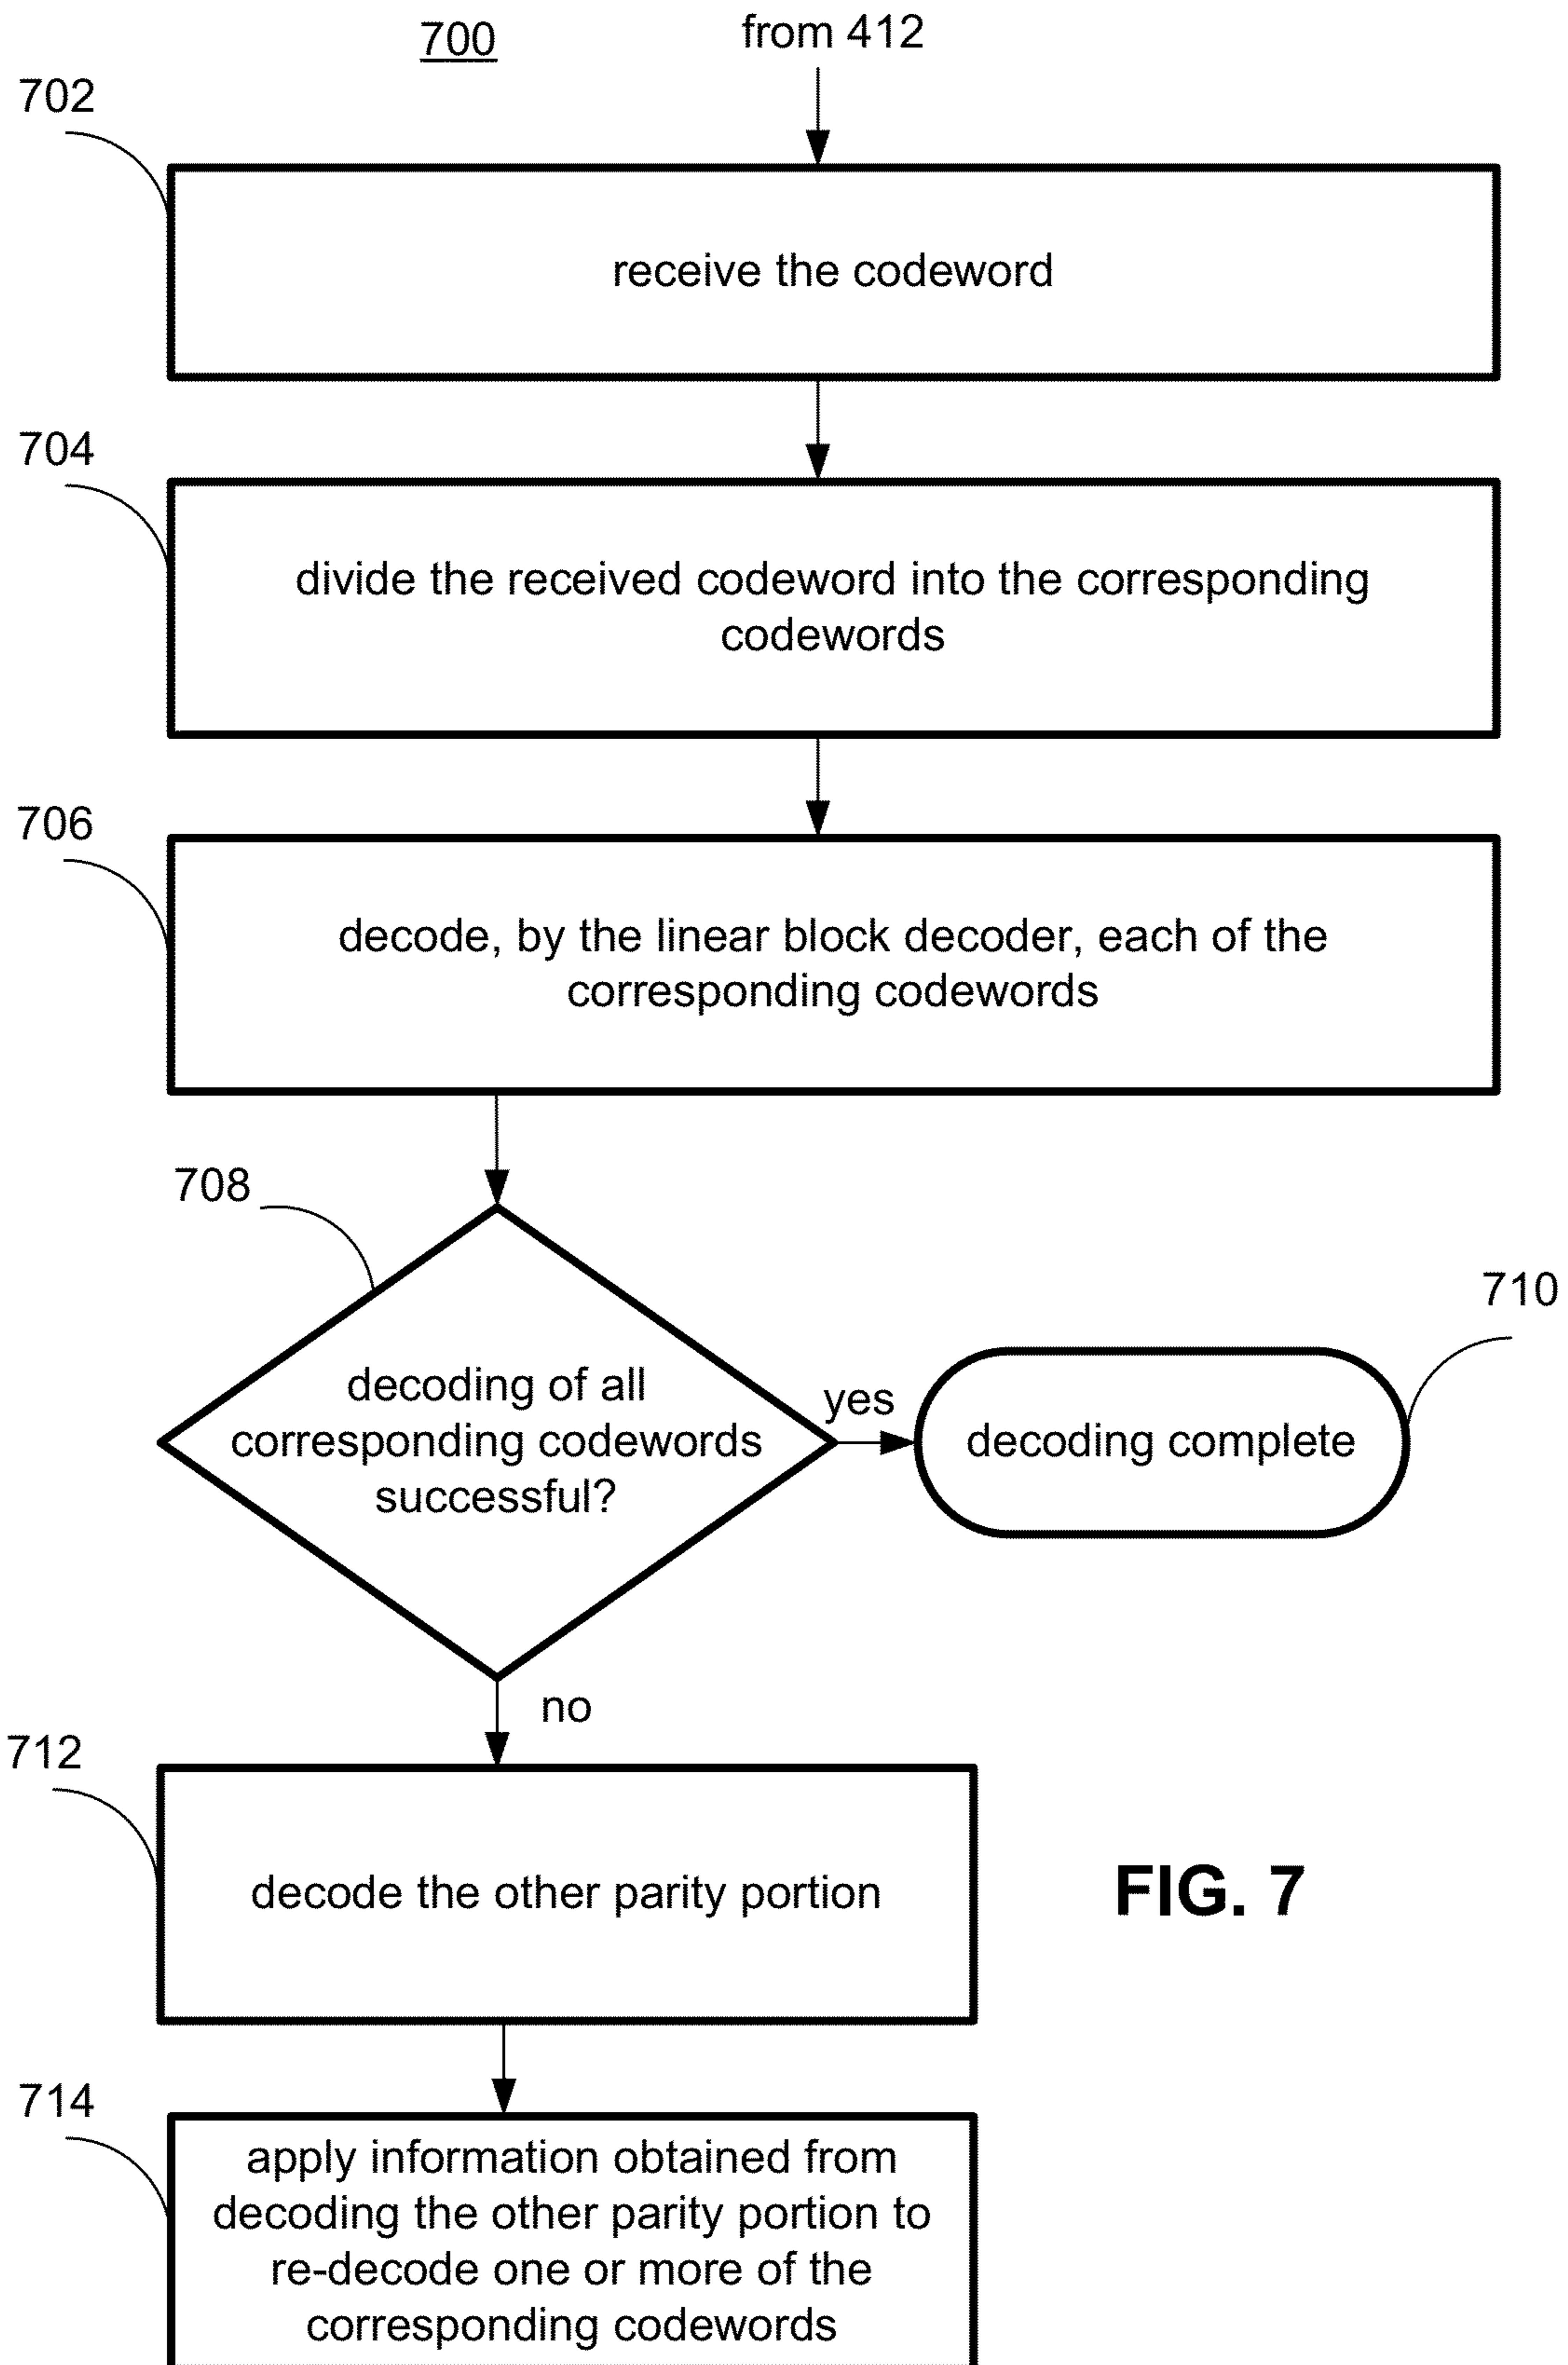 700
from 412
702
receive the codeword
704
divide the received codeword into the corresponding
codewords
706
decode, by the linear block decoder, each of the
corresponding codewords
708
710
decoding of all
corresponding codewords
successful?
yes
decoding complete
no
712
decode the other parity portion
FIG. 7
714
apply information obtained from
decoding the other parity portion to
re-decode one or more of the
corresponding codewords